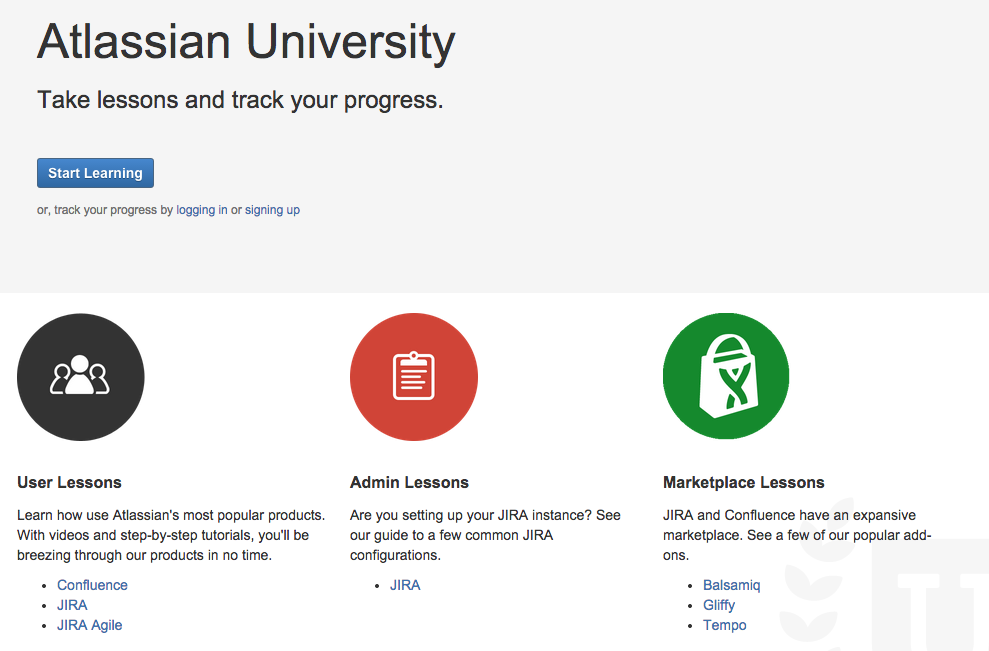 Atlassian University
Take lessons and track your progress.
Start Learning
or, track your progress by logging in or signing up
User Lessons
Learn how use Atlassian's most popular products.
With videos and step-by-step tutorials, you'll be
breezing through our products in no time.
• Confluence
• JIRA
• JIRA Agile
Admin Lessons
Are you setting up your JIRA instance? See
our guide to a few common JIRA
configurations.
• JIRA
Marketplace Lessons
JIRA and Confluence have an expansive
marketplace. See a few of our popular add-
ons.
• Balsamiq
• Gliffy
• Tempo